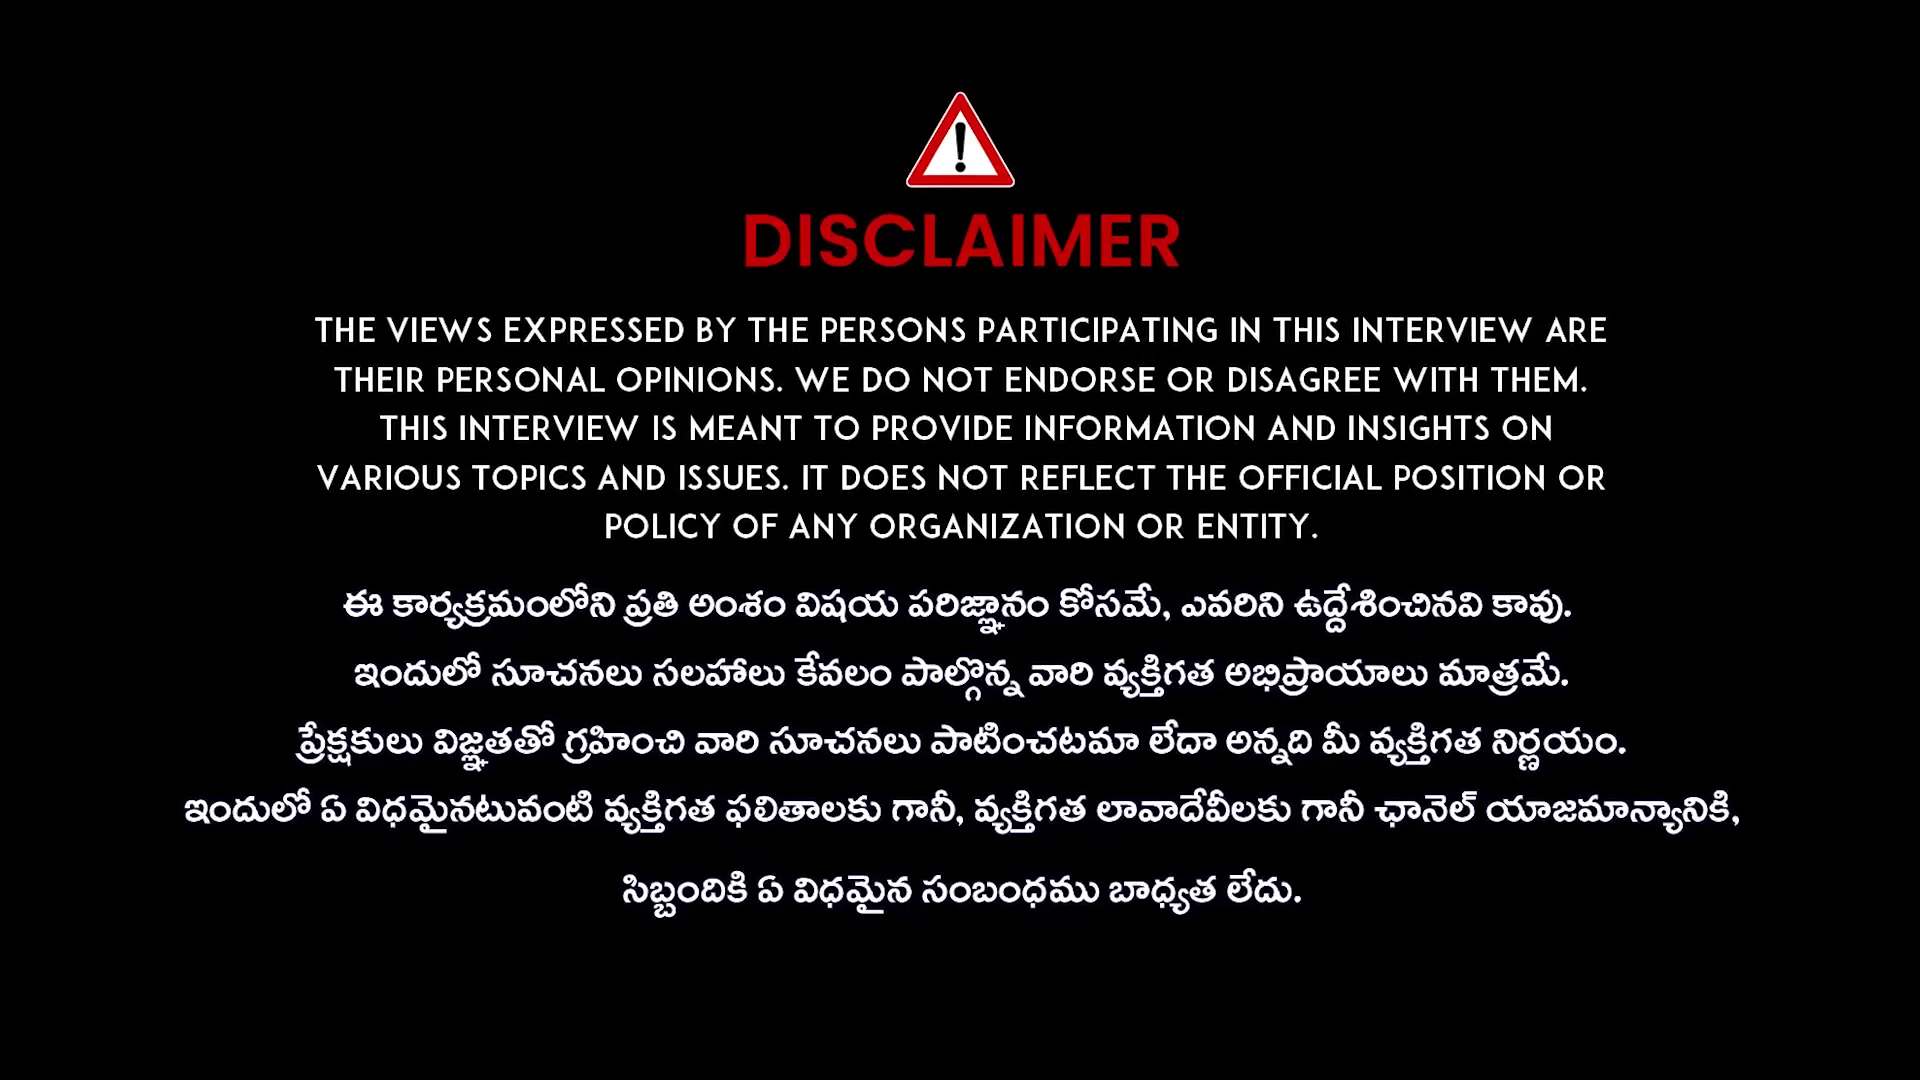 DISCLAIMER
THE VIEWS EXPRESSED BY THE PERSONS PARTICIPATING IN THIS INTERVIEW ARE
THEIR PERSONAL OPINIONS. WE DO NOT ENDORSE OR DISAGREE WITH THEM.
THIS INTERVIEW IS MEANT TO PROVIDE INFORMATION AND INSIGHTS ON
VARIOUS TOPICS AND ISSUES. IT DOES NOT REFLECT THE OFFICIAL POSITION OR
POLICY OF ANY ORGANIZATION OR ENTITY.
ఈ కార్యక్రమంలోని ప్రతి అంశం విషయ పరిజ్ఞానం కోసమే, ఎవరిని ఉద్దేశించినవి కావు.
ఇందులో సూచనలు సలహాలు కేవలం పాల్గొన్న వారి వ్యక్తిగత అభిప్రాయాలు మాత్రమే.
ప్రేక్షకులు విజ్ఞతతో గ్రహించి వారి సూచనలు పాటించటమా లేదా అన్నది మీ వ్యక్తిగత నిర్ణయం.
ఇందులో ఏ విధమైనటువంటి వ్యక్తిగత ఫలితాలకు గానీ, వ్యక్తిగత లావాదేవీలకు గానీ ఛానెల్ యాజమాన్యానికి,
సిబ్బందికి ఏ విధమైన సంబంధము బాధ్యత లేదు.